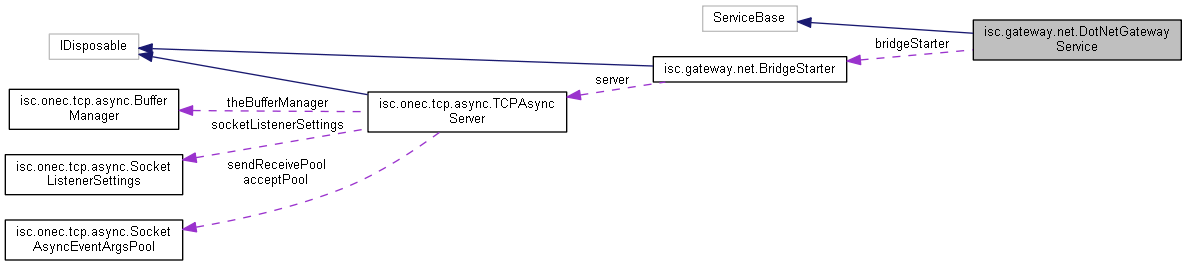 ServiceBase
isc.gateway.net.DotNetGateway
Service
bridgeStarter
IDisposable
isc.gateway.net.BridgeStarter
server
isc.onec.tcp.async.Buffer
Manager
theBufferManager
isc.onec.tcp.async.TCPAsync
Server
socketListenerSettings
isc.onec.tcp.async.Socket
ListenerSettings
sendReceivePool
acceptPool
isc.onec.tcp.async.Socket
AsyncEventArgsPool